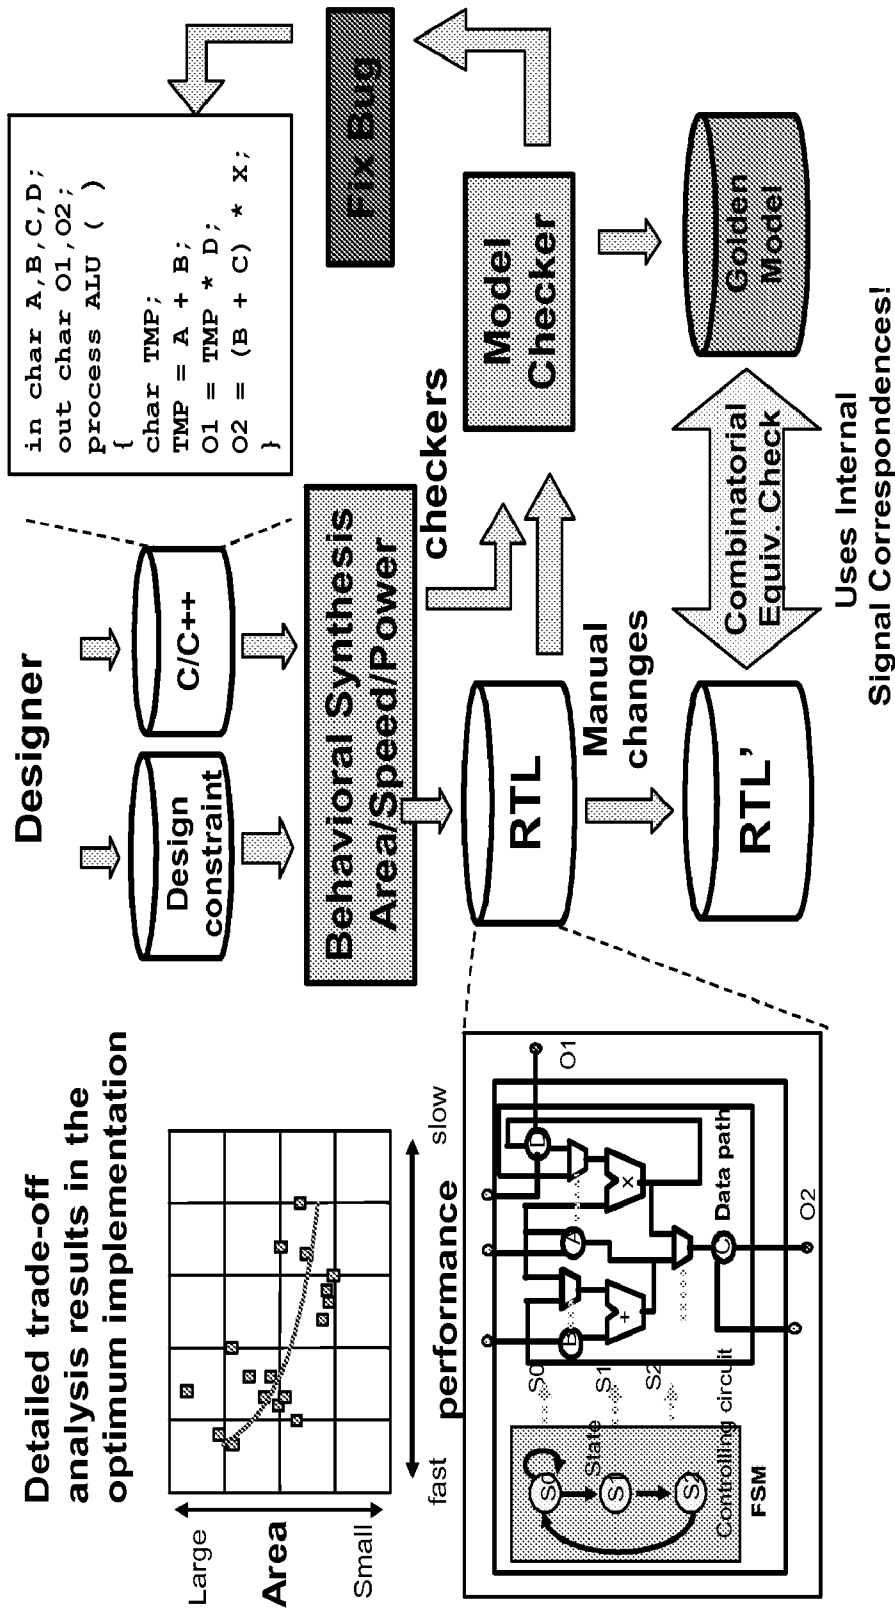 Designer
Design
constraint
C/C++
in char A,B,C,D;
out char O1,O2;
process ALU ( )
{
char TMP;
TMP = A + B;
O1 = TMP * D;
O2 = (B + C) * X;
}
Fix Bug
Behavioral Synthesis
Area/Speed/Power
checkers
Model
Checker
RTL
Manual
changes
RTL'
Combinatorial
Equiv. Check
Golden
Model
Uses Internal
Signal Correspondences!
Detailed trade-off
analysis results in the
optimum implementation
Large
Area
Small
fast
performance
slow
S0
State
S1
S2
Controlling circuit
FSM
S0
S1
S2
+
A
x
D
C
Data path
O1
O2